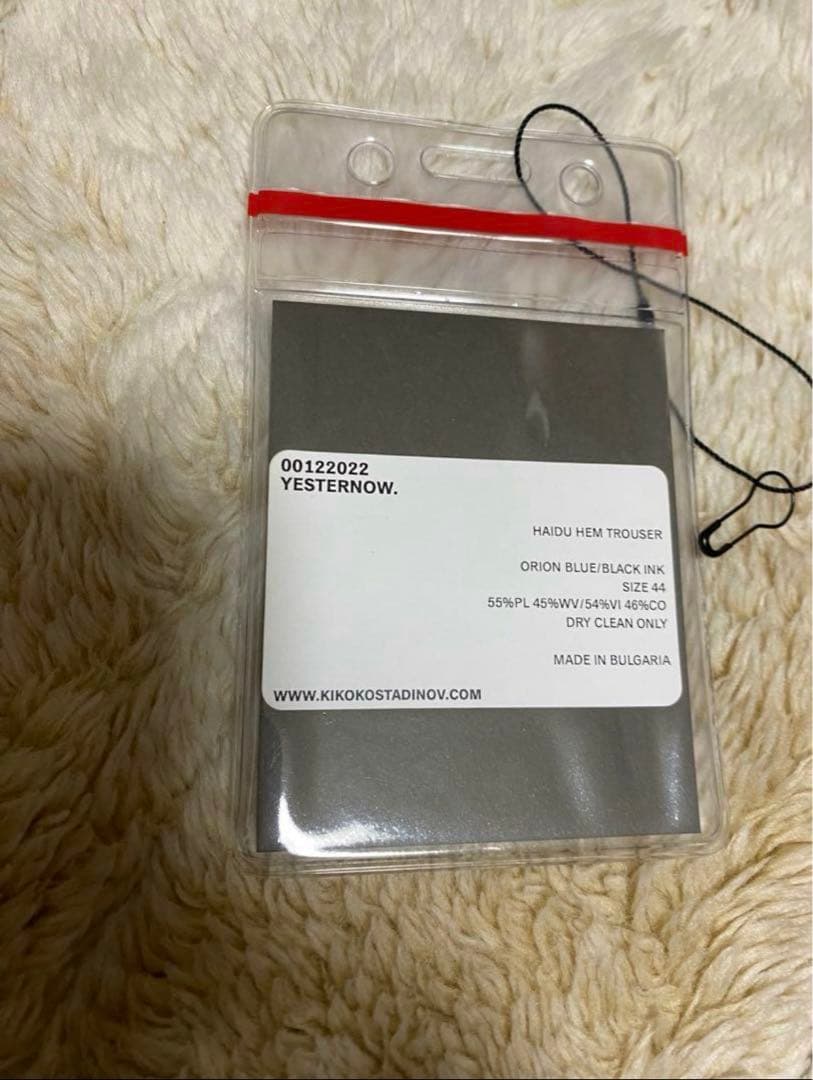 00122022
YESTERNOW.
HAIDU HEM TROUSER
ORION BLUE/BLACK INK
SIZE 44
55%PL 45%WV/54%VI 46%CO
DRY CLEAN ONLY
MADE IN BULGARIA
WWW.KIKOKOSTADINOV.COM